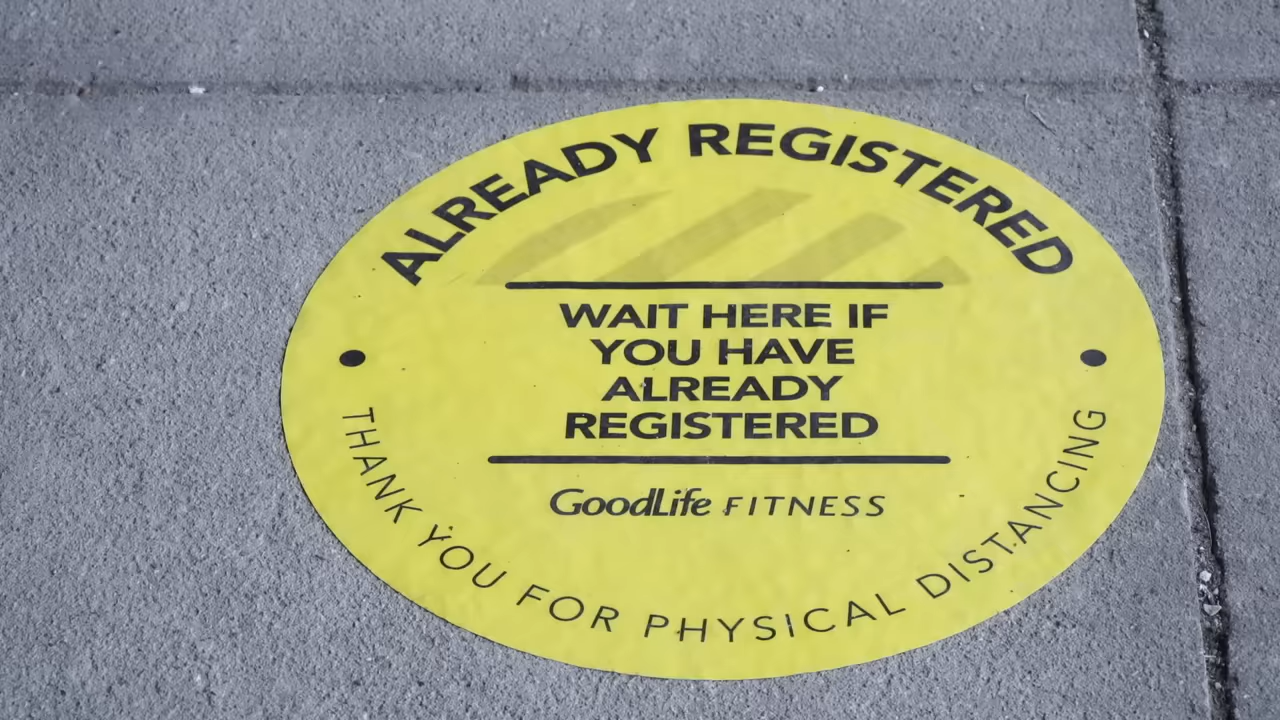 ALREADY REGISTERED
WAIT HERE IF
YOU HAVE
ALREADY
REGISTERED
GoodLife FITNESS
THANK YOU FOR PHYSICAL DISTANCING